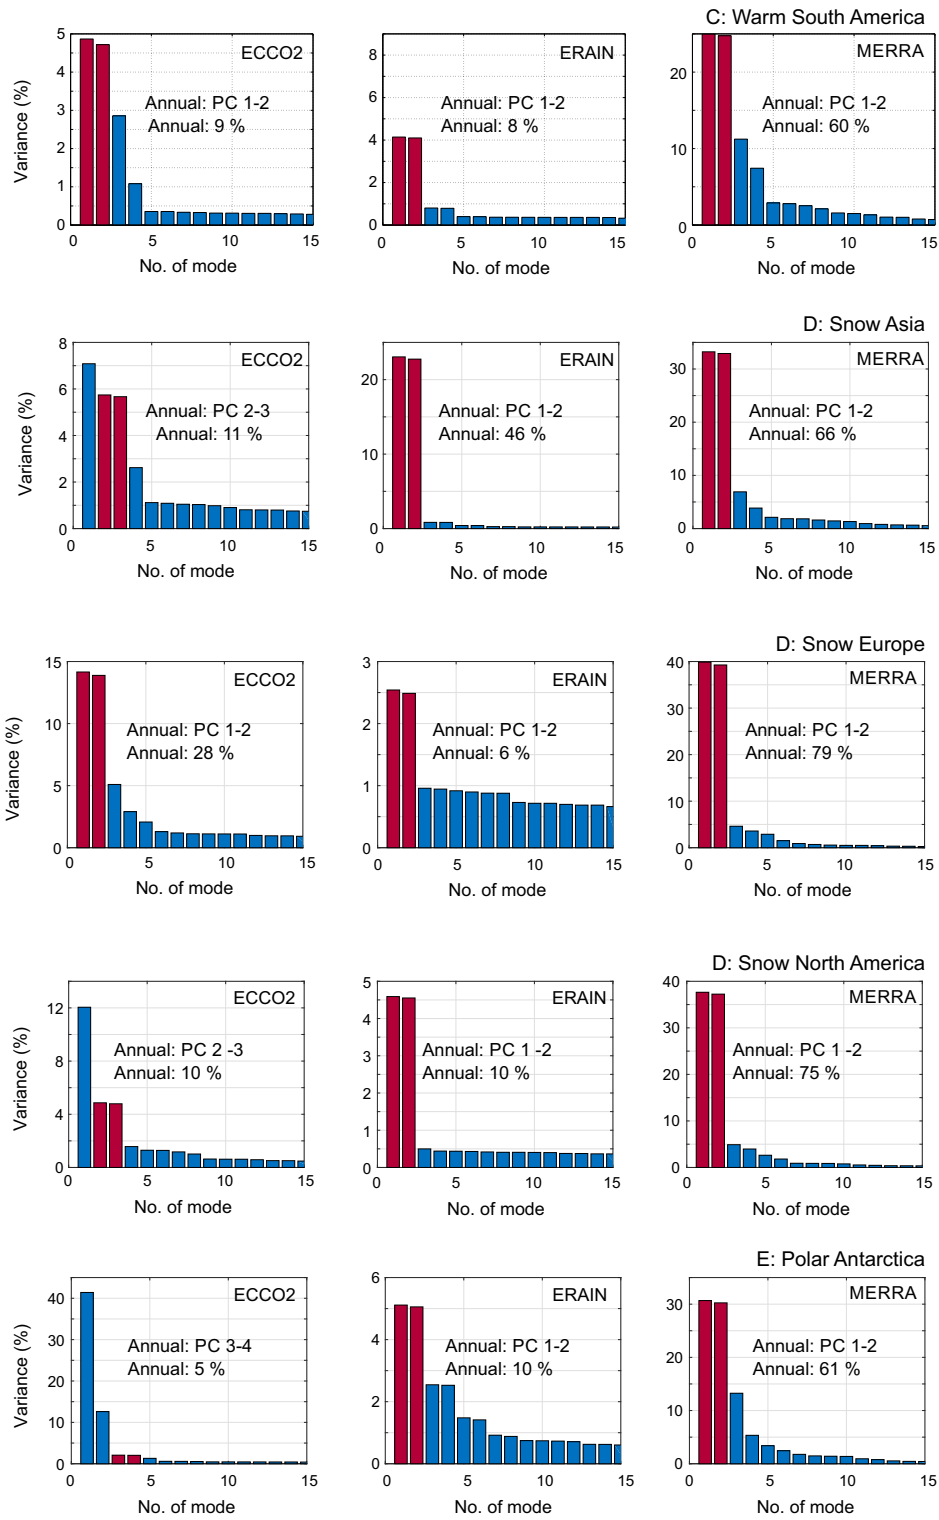 C: Warm South America
ECCO2
Variance (%)
5
4
3
2
1
0
Annual: PC 1-2
Annual: 9 %
0
5
10
15
No. of mode
ERAIN
8
6
4
2
0
Annual: PC 1-2
Annual: 8 %
0
5
10
15
No. of mode
MERRA
20
10
0
Annual: PC 1-2
Annual: 60 %
0
5
10
15
No. of mode
D: Snow Asia
ECCO2
Variance (%)
8
6
4
2
0
Annual: PC 2-3
Annual: 11 %
0
5
10
15
No. of mode
ERAIN
20
10
0
Annual: PC 1-2
Annual: 46 %
0
5
10
15
No. of mode
MERRA
30
20
10
0
Annual: PC 1-2
Annual: 66 %
0
5
10
15
No. of mode
D: Snow Europe
ECCO2
Variance (%)
15
10
5
0
Annual: PC 1-2
Annual: 28 %
0
5
10
15
No. of mode
ERAIN
3
2
1
0
Annual: PC 1-2
Annual: 6 %
0
5
10
15
No. of mode
MERRA
40
30
20
10
0
Annual: PC 1-2
Annual: 79 %
0
5
10
15
No. of mode
D: Snow North America
ECCO2
Variance (%)
12
8
4
0
Annual: PC 2 -3
Annual: 10 %
0
5
10
15
No. of mode
ERAIN
5
4
5
2
1
0
Annual: PC 1 -2
Annual: 10 %
0
5
10
15
No. of mode
MERRA
40
30
20
10
0
Annual: PC 1 -2
Annual: 75 %
0
5
10
15
No. of mode
E: Polar Antarctica
ECCO2
Variance (%)
40
30
20
10
0
Annual: PC 3-4
Annual: 5 %
0
5
10
15
No. of mode
ERAIN
6
4
2
0
Annual: PC 1-2
Annual: 10 %
0
5
10
15
No. of mode
MERRA
30
20
10
0
Annual: PC 1-2
Annual: 61 %
0
5
10
15
No. of mode